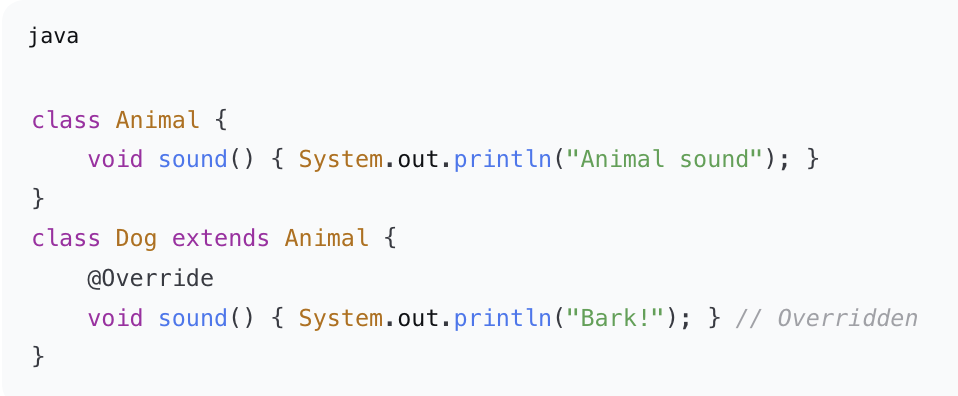 java
class Animal {
    void sound() { System.out.println("Animal sound"); }
}
class Dog extends Animal {
    @Override
    void sound() { System.out.println("Bark!"); } // Overridden
}